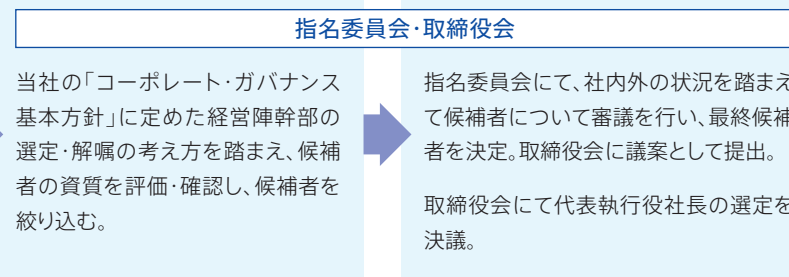 指名委員会・取締役会
当社の「コーポレート・ガバナンス
基本方針」に定めた経営陣幹部の
選定・解嘱の考え方を踏まえ、候補
者の資質を評価・確認し、候補者を
絞り込む。
指名委員会にて、社内外の状況を踏まえ
て候補者について審議を行い、最終候補
者を決定。取締役会に議案として提出。
取締役会にて代表執行役社長の選定を
決議。